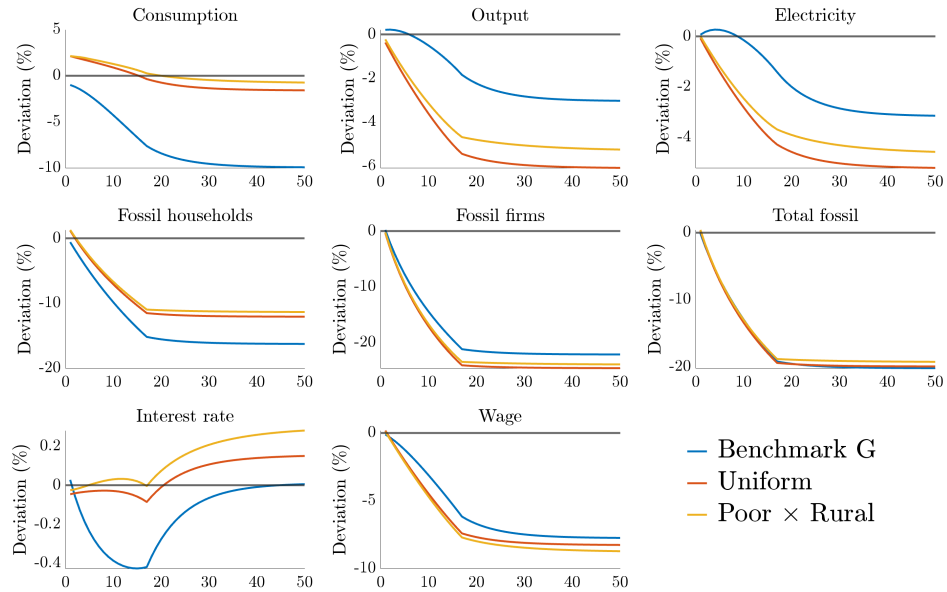 Consumption
Deviation (%)
5
0
-5
-10
0 10 20 30 40 50
Output
Deviation (%)
0
-2
-4
-6
0 10 20 30 40 50
Electricity
Deviation (%)
0
-2
-4
0 10 20 30 40 50
Fossil households
Deviation (%)
0
-10
-20
0 10 20 30 40 50
Fossil firms
Deviation (%)
0
-10
-20
0 10 20 30 40 50
Total fossil
Deviation (%)
0
-10
-20
0 10 20 30 40 50
Interest rate
Deviation (%)
0.2
0
-0.2
-0.4
0 10 20 30 40 50
Wage
Deviation (%)
0
-5
-10
0 10 20 30 40 50
Benchmark G
Uniform
Poor × Rural